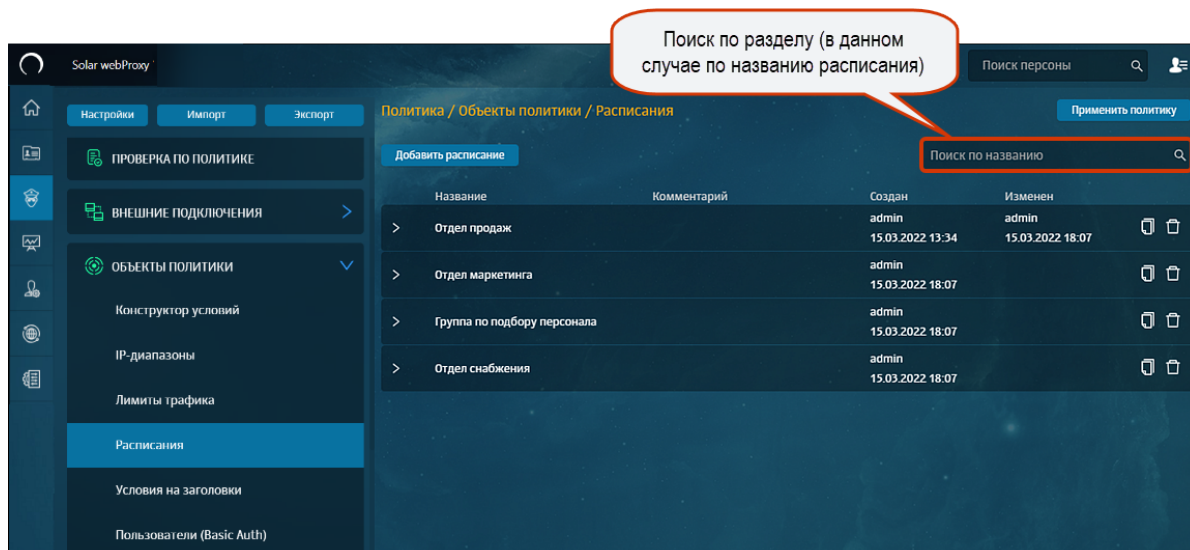 Поиск по разделу (в данном
случае по названию расписания)
Solar webProxy
Поиск персоны
Настройки Импорт Экспорт
Политика / Объекты политики / Расписания
Применить политику
ПРОВЕРКА ПО ПОЛИТИКЕ
Добавить расписание
Поиск по названию
Название Комментарий Создан Изменен
ВНЕШНИЕ ПОДКЛЮЧЕНИЯ
Отдел продаж
admin admin
15.03.2022 13:34 15.03.2022 18:07
ОБЪЕКТЫ ПОЛИТИКИ
Отдел маркетинга
admin
15.03.2022 18:07
Конструктор условий
Группа по подбору персонала
admin
15.03.2022 18:07
IP-диапазоны
Отдел снабжения
admin
15.03.2022 18:07
Лимиты трафика
Расписания
Условия на заголовки
Пользователи (Basic Auth)